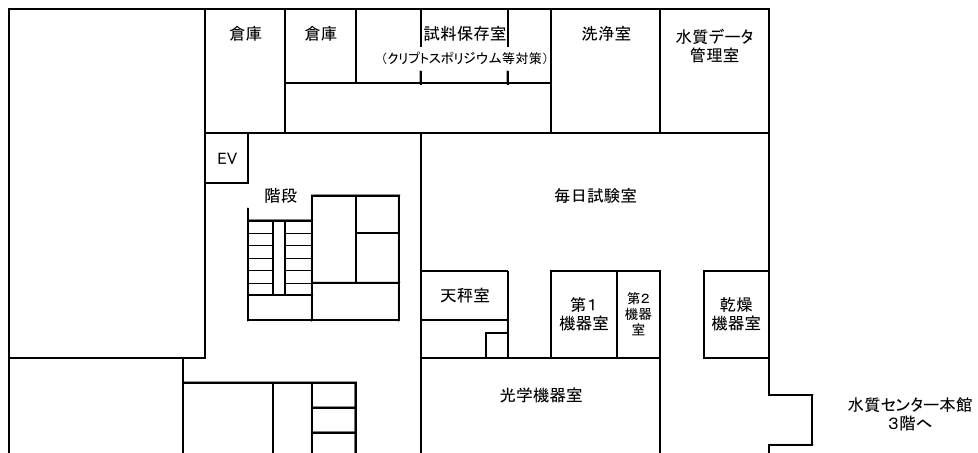 倉庫
倉庫
試料保存室
（クリプトスポリジウム等対策）
洗浄室
水質データ
管理室
EV
階段
毎日試験室
天秤室
第１
機器室
第２
機器
室
乾燥
機器室
光学機器室
水質センター本館
３階へ